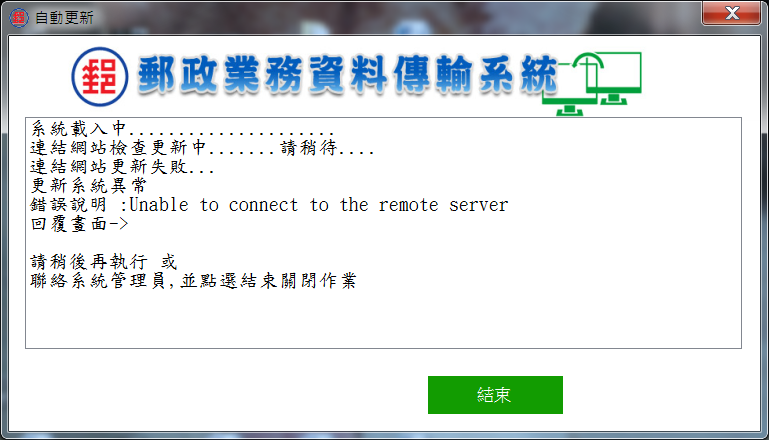 自動更新
郵
郵政業務資料傳輸系統
系統載入中.....................
連結網站檢查更新中.......請稍待....
連結網站更新失敗...
更新系統異常
錯誤說明 :Unable to connect to the remote server
回覆畫面->
請稍後再執行 或
聯絡系統管理員,並點選結束關閉作業
結束